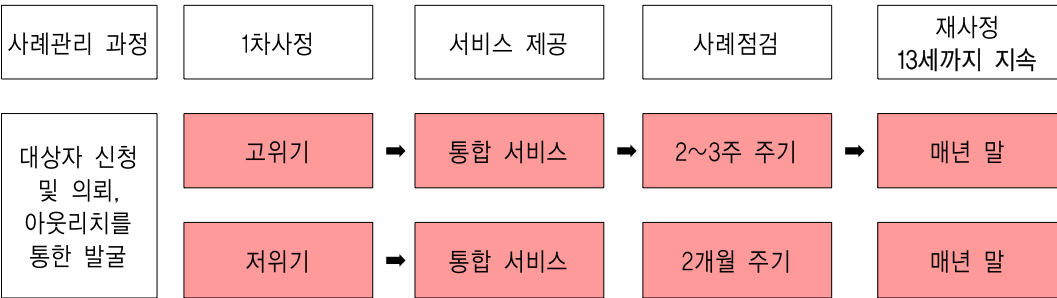 사례관리 과정
1차사정
서비스 제공
사례점검
재사정
13세까지 지속
대상자 신청
및 의뢰,
아웃리치를
통한 발굴
고위기
➡
통합 서비스
➡
2～3주 주기
➡
매년 말
저위기
➡
통합 서비스
2개월 주기
매년 말